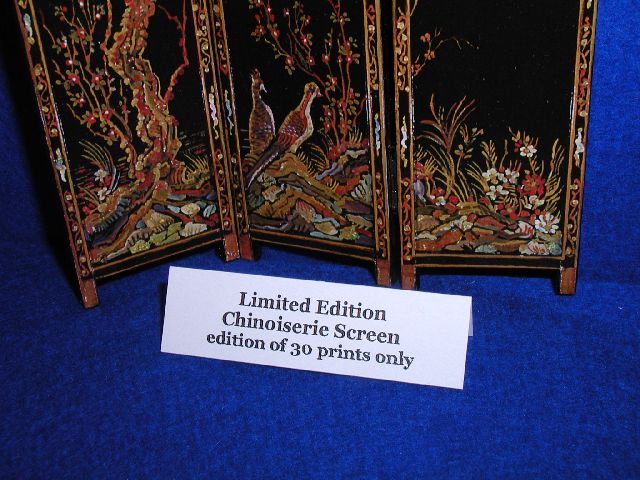 Limited Edition
Chinoiserie Screen
edition of 30 prints only